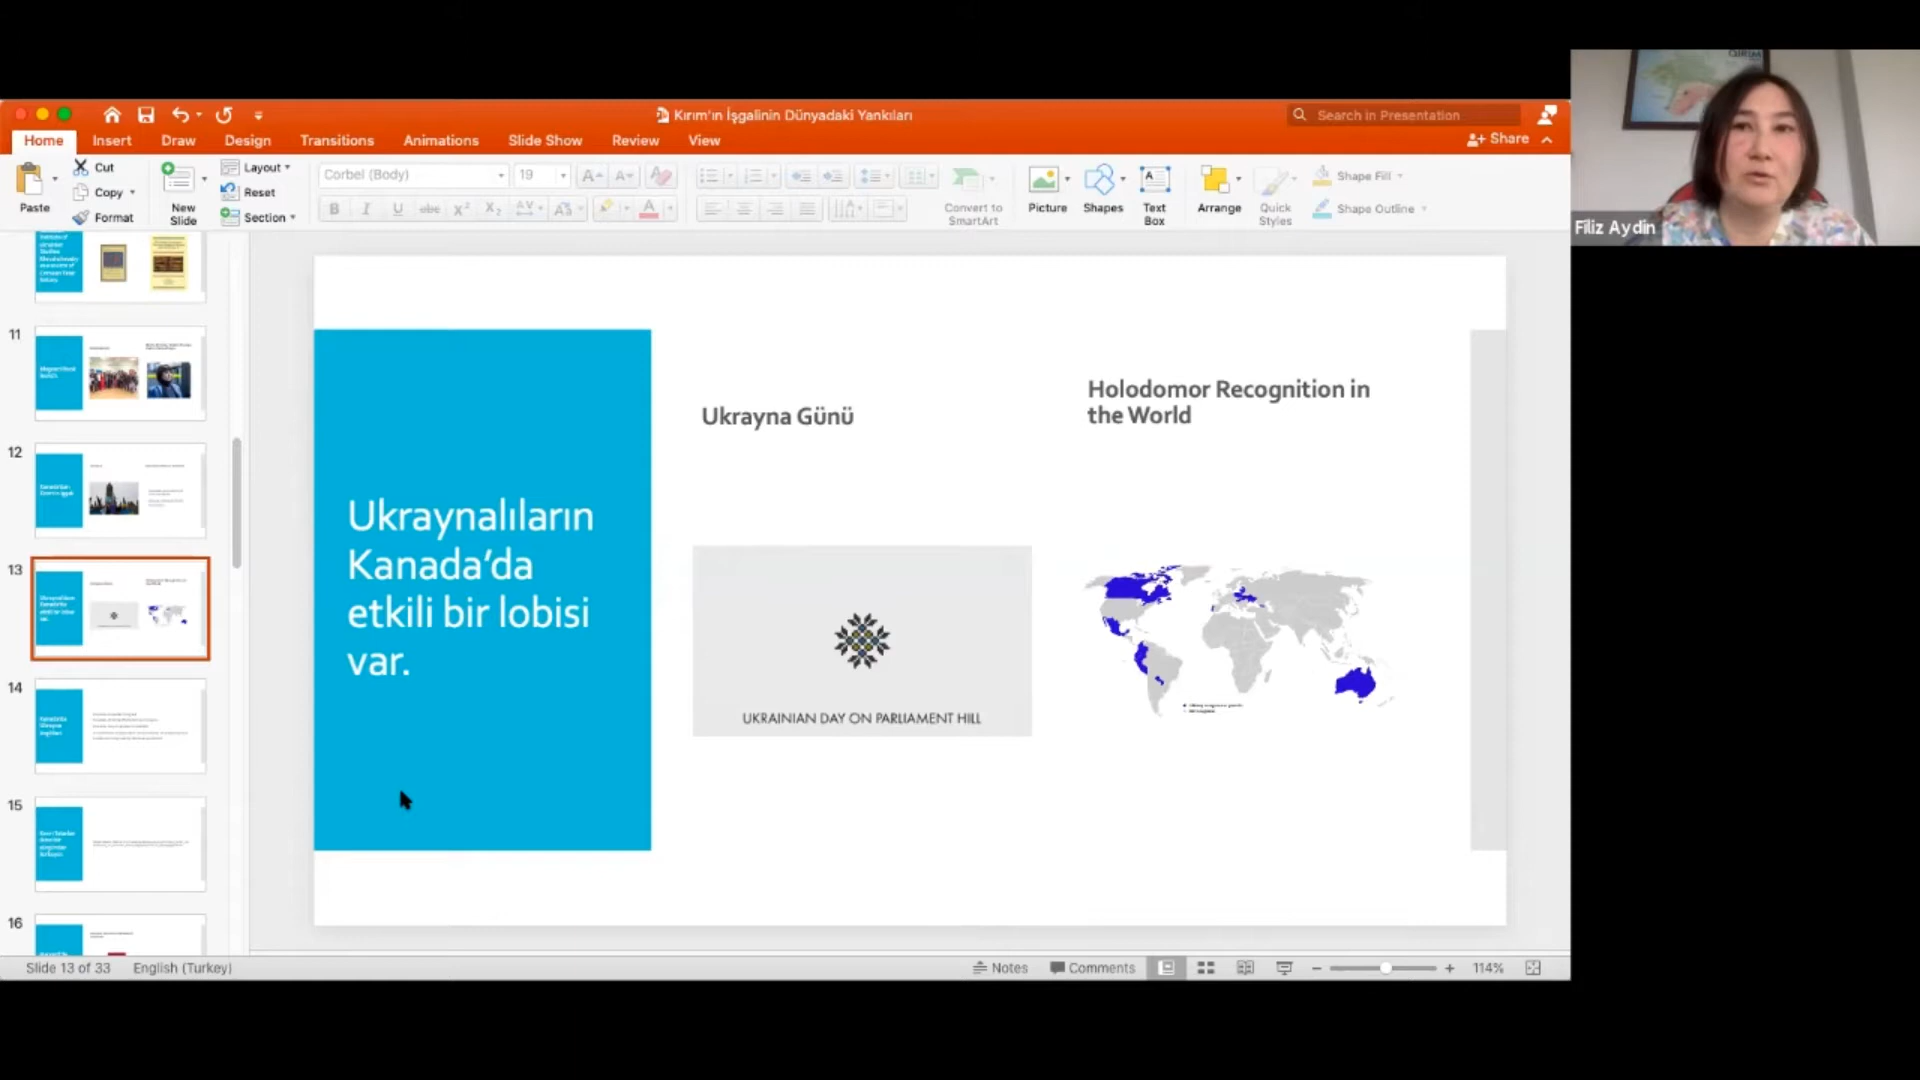 Kırım'ın İşgalinin Dünyadaki Yankıları
Search in Presentation
Home
Insert
Draw
Design
Transitions
Animations
Slide Show
Review
View
Share
Paste
Cut
Copy
Format
New
Slide
Layout
Reset
Section
Corbel (Body)
19
Convert to
SmartArt
Picture
Shapes
Text
Box
Arrange
Quick
Styles
Shape Fill
Shape Outline
Filiz Aydin
11
12
13
14
15
16
Ukraynalıların
Kanada'da
etkili bir lobisi
var.
Ukrayna Günü
UKRAINIAN DAY ON PARLIAMENT HILL
Holodomor Recognition in
the World
Slide 13 of 33
English (Turkey)
Notes
Comments
114%